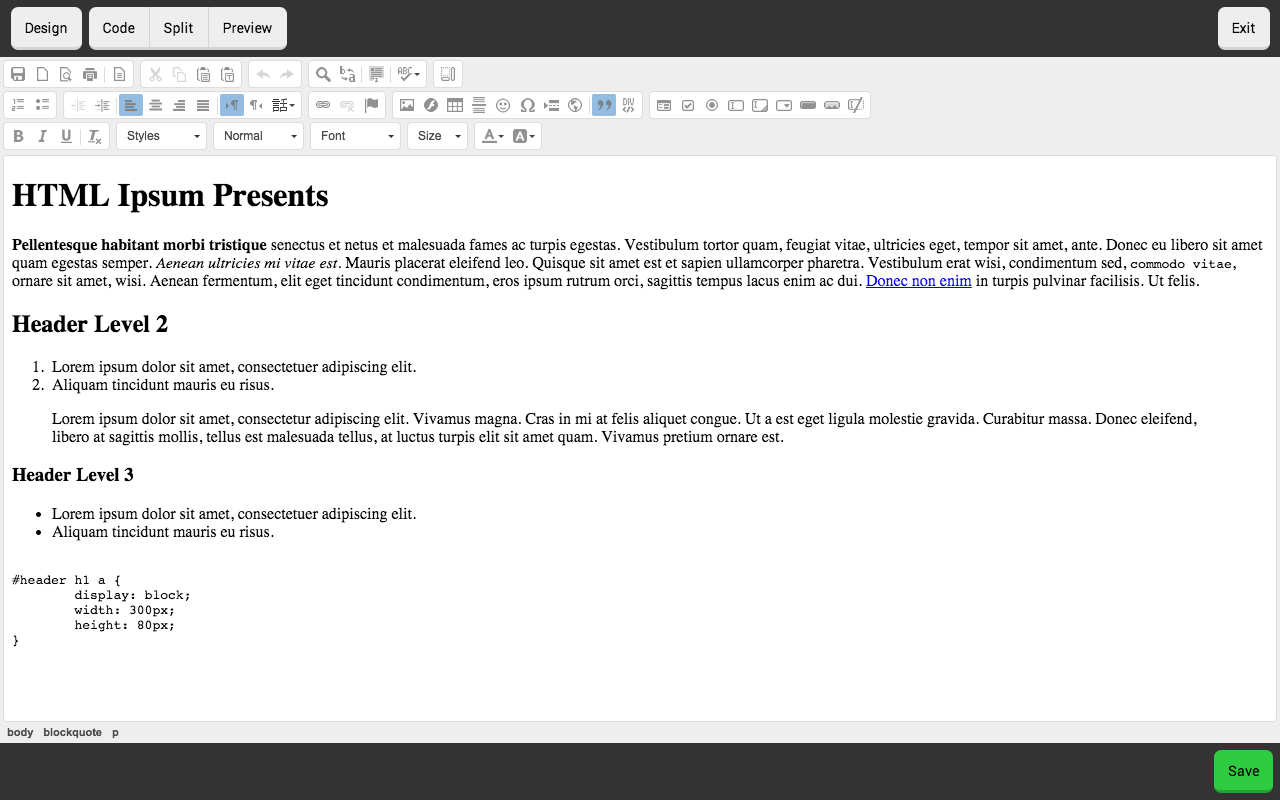 Design Code Split Preview Exit
Styles Normal Font Size
HTML Ipsum Presents
Pellentesque habitant morbi tristique senectus et netus et malesuada fames ac turpis egestas. Vestibulum tortor quam, feugiat vitae, ultricies eget, tempor sit amet, ante. Donec eu libero sit amet
quam egestas semper. Aenean ultricies mi vitae est. Mauris placerat eleifend leo. Quisque sit amet est et sapien ullamcorper pharetra. Vestibulum erat wisi, condimentum sed, commodo vitae,
ornare sit amet, wisi. Aenean fermentum, elit eget tincidunt condimentum, eros ipsum rutrum orci, sagittis tempus lacus enim ac dui. Donec non enim in turpis pulvinar facilisis. Ut felis.
Header Level 2
1. Lorem ipsum dolor sit amet, consectetuer adipiscing elit.
2. Aliquam tincidunt mauris eu risus.
Lorem ipsum dolor sit amet, consectetur adipiscing elit. Vivamus magna. Cras in mi at felis aliquet congue. Ut a est eget ligula molestie gravida. Curabitur massa. Donec eleifend,
libero at sagittis mollis, tellus est malesuada tellus, at luctus turpis elit sit amet quam. Vivamus pretium ornare est.
Header Level 3
• Lorem ipsum dolor sit amet, consectetuer adipiscing elit.
• Aliquam tincidunt mauris eu risus.
#header h1 a {
display: block;
width: 300px;
height: 80px;
}
body blockquote p
Save